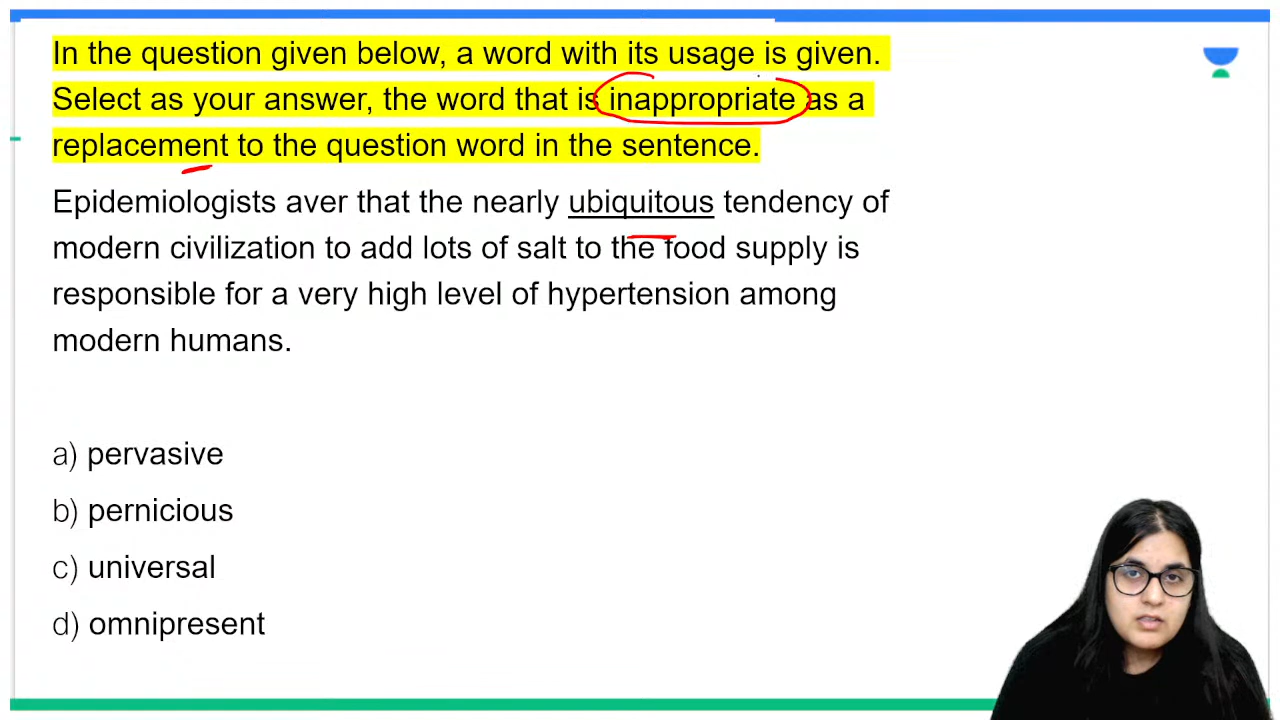 In the question given below, a word with its usage is given.
Select as your answer, the word that is inappropriate as a
replacement to the question word in the sentence.
Epidemiologists aver that the nearly ubiquitous tendency of
modern civilization to add lots of salt to the food supply is
responsible for a very high level of hypertension among
modern humans.
a) pervasive
b) pernicious
c) universal
d) omnipresent